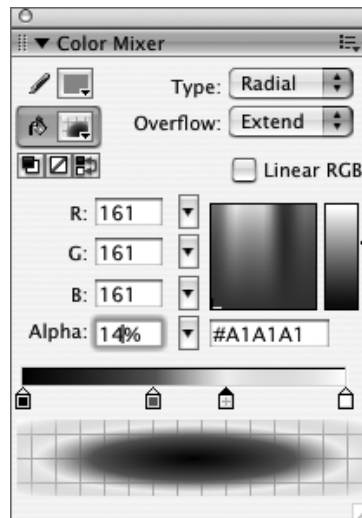 Color Mixer
Type: Radial
Overflow: Extend
Linear RGB
R: 161
G: 161
B: 161
Alpha: 14% #A1A1A1